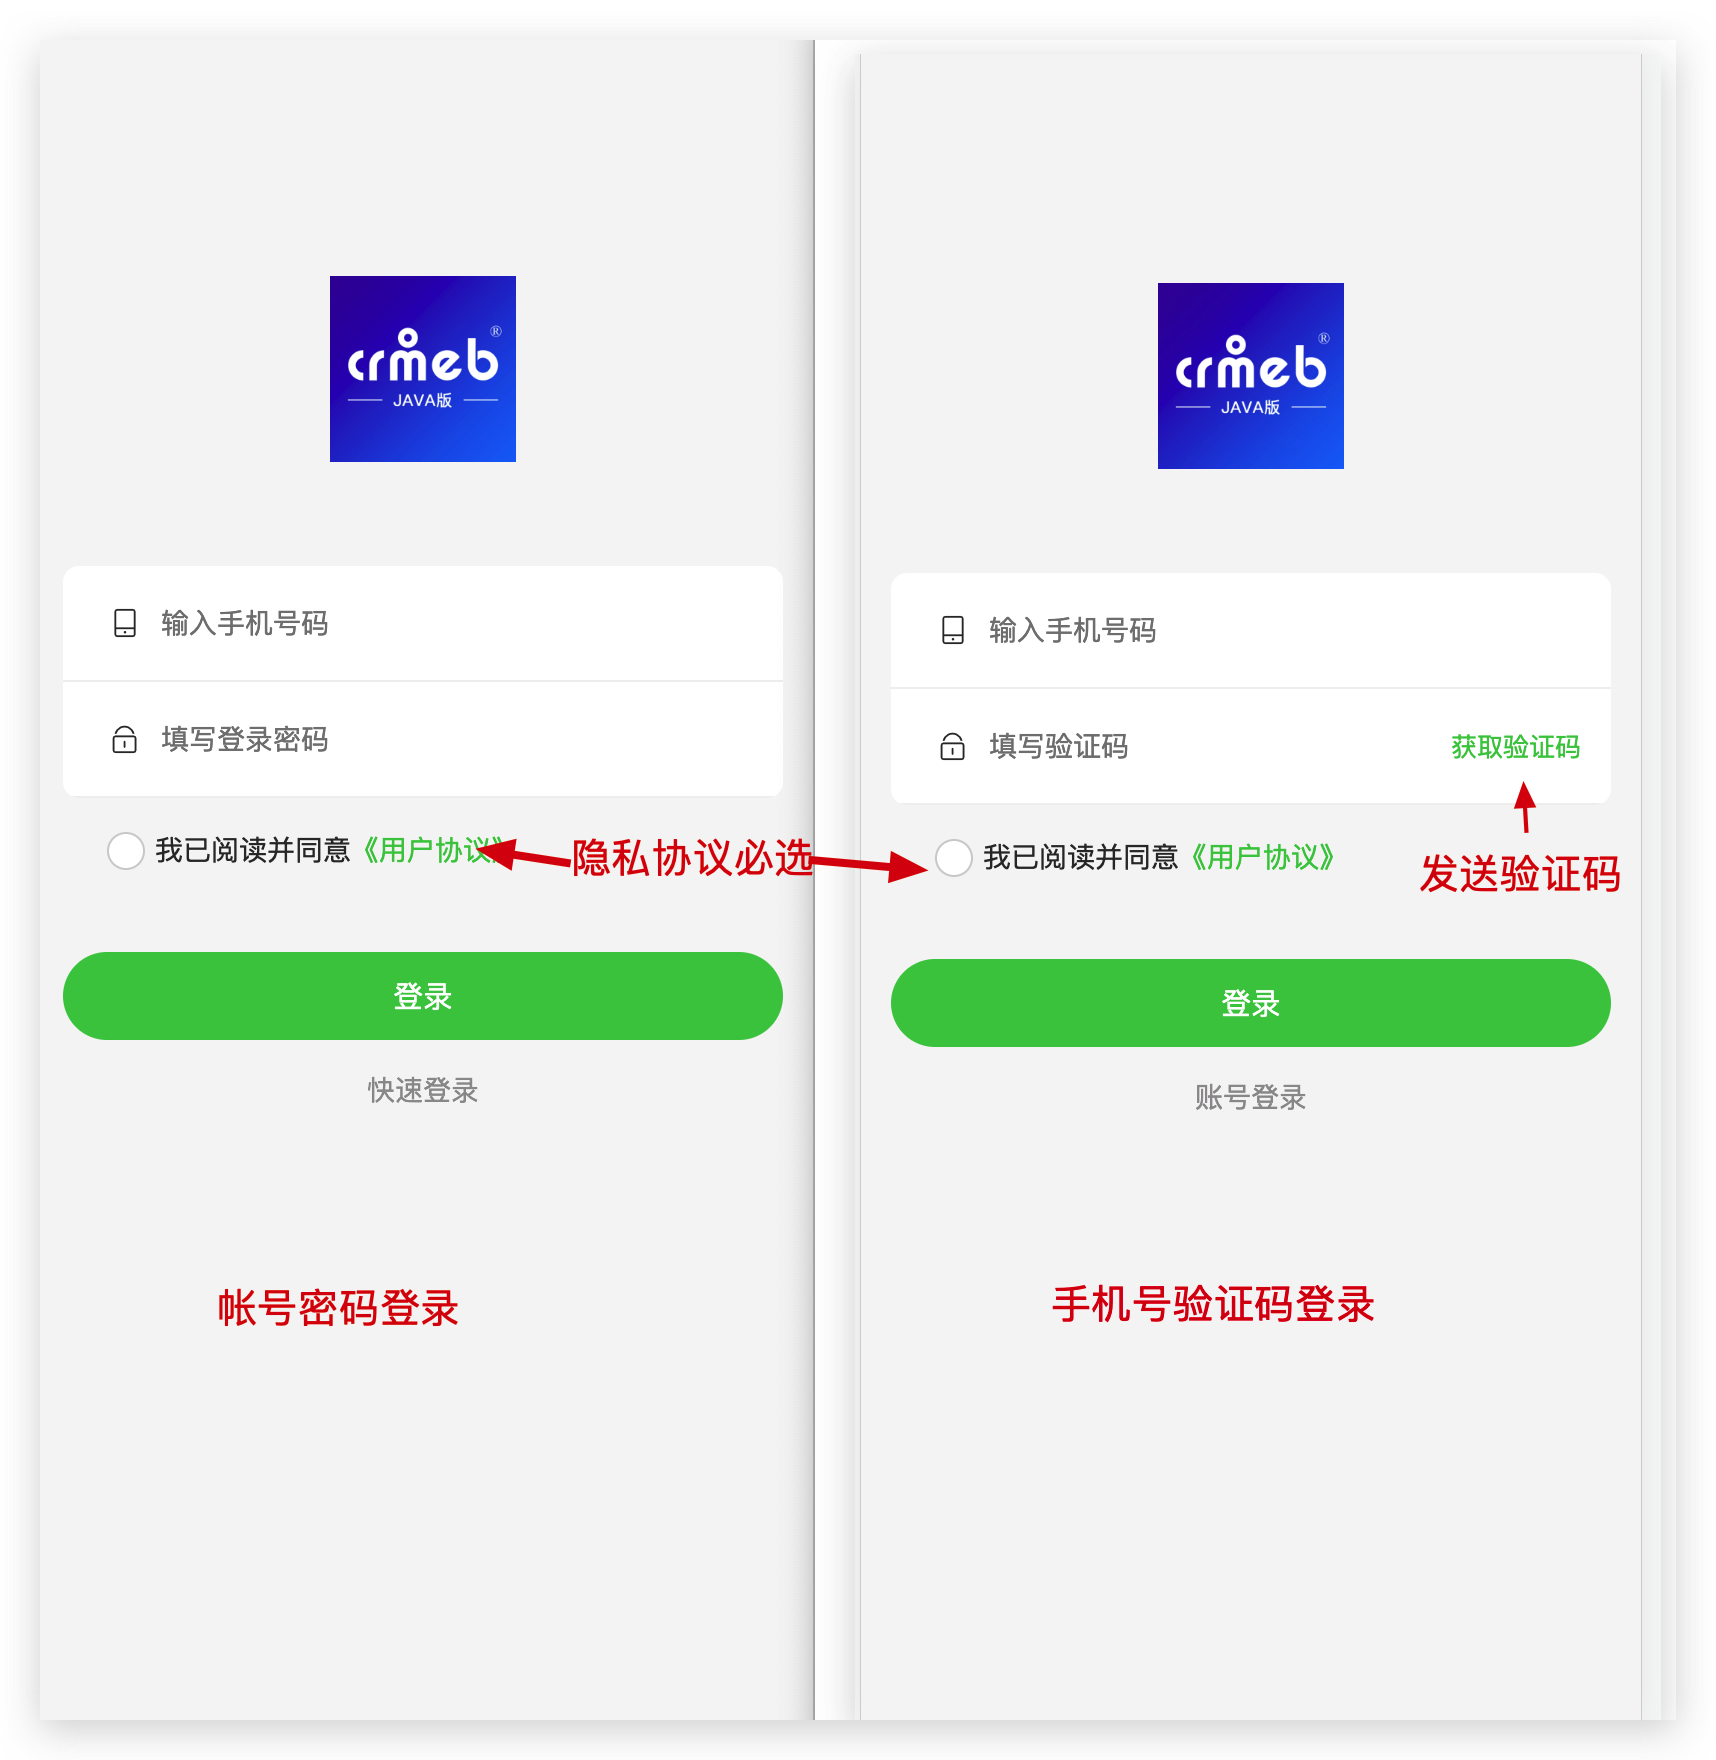 crmeb®
JAVA版
输入手机号码
填写登录密码
我已阅读并同意《用户协议》
隐私协议必选
登录
快速登录
帐号密码登录
crmeb®
JAVA版
输入手机号码
填写验证码 获取验证码
我已阅读并同意《用户协议》
发送验证码
登录
账号登录
手机号验证码登录